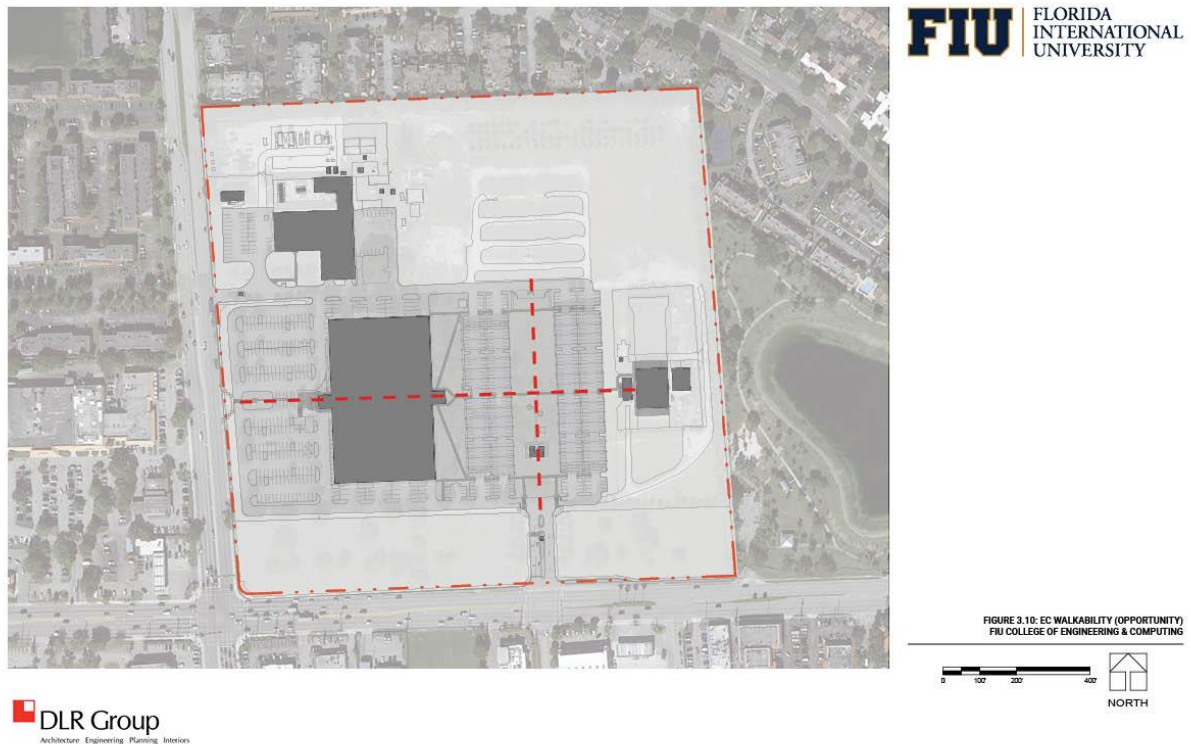 FIU
FLORIDA
INTERNATIONAL
UNIVERSITY
FIGURE 3.10: EC WALKABILITY (OPPORTUNITY)
FIU COLLEGE OF ENGINEERING & COMPUTING
0 100' 200' 400'
NORTH
DLR Group
Architecture Engineering Planning Interiors